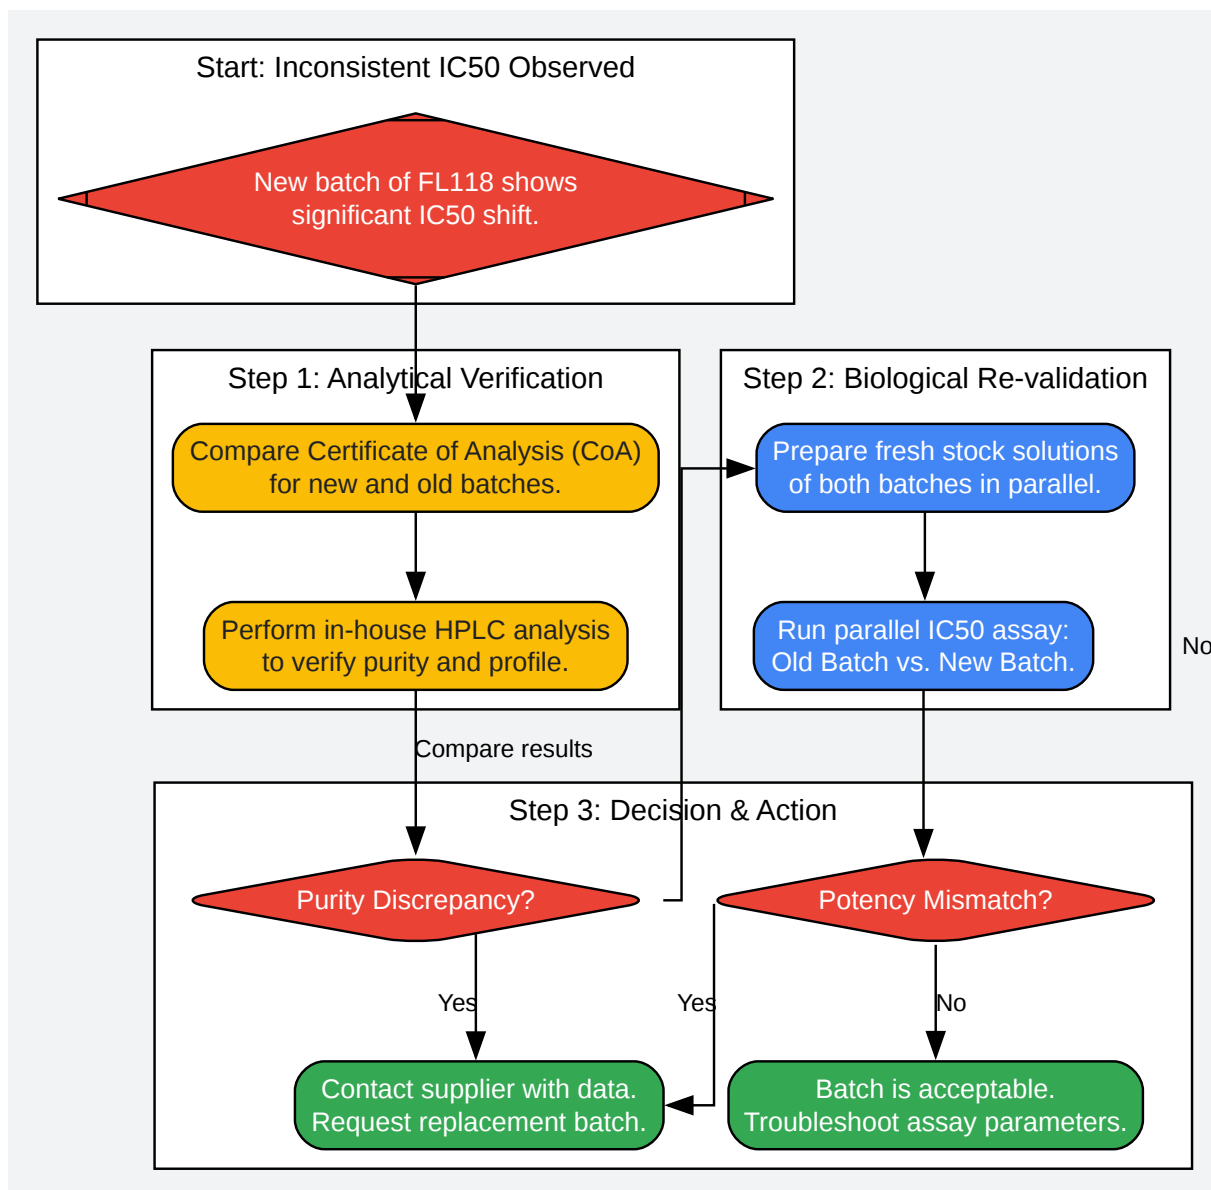 Start: Inconsistent IC50 Observed
New batch of FL118 shows
significant IC50 shift.
Step 1: Analytical Verification
Compare Certificate of Analysis (CoA)
for new and old batches.
Perform in-house HPLC analysis
to verify purity and profile.
Compare results
Step 2: Biological Re-validation
Prepare fresh stock solutions
of both batches in parallel.
Run parallel IC50 assay:
Old Batch vs. New Batch.
No
Step 3: Decision & Action
Purity Discrepancy?
Potency Mismatch?
Yes
Yes
No
Contact supplier with data.
Request replacement batch.
Batch is acceptable.
Troubleshoot assay parameters.